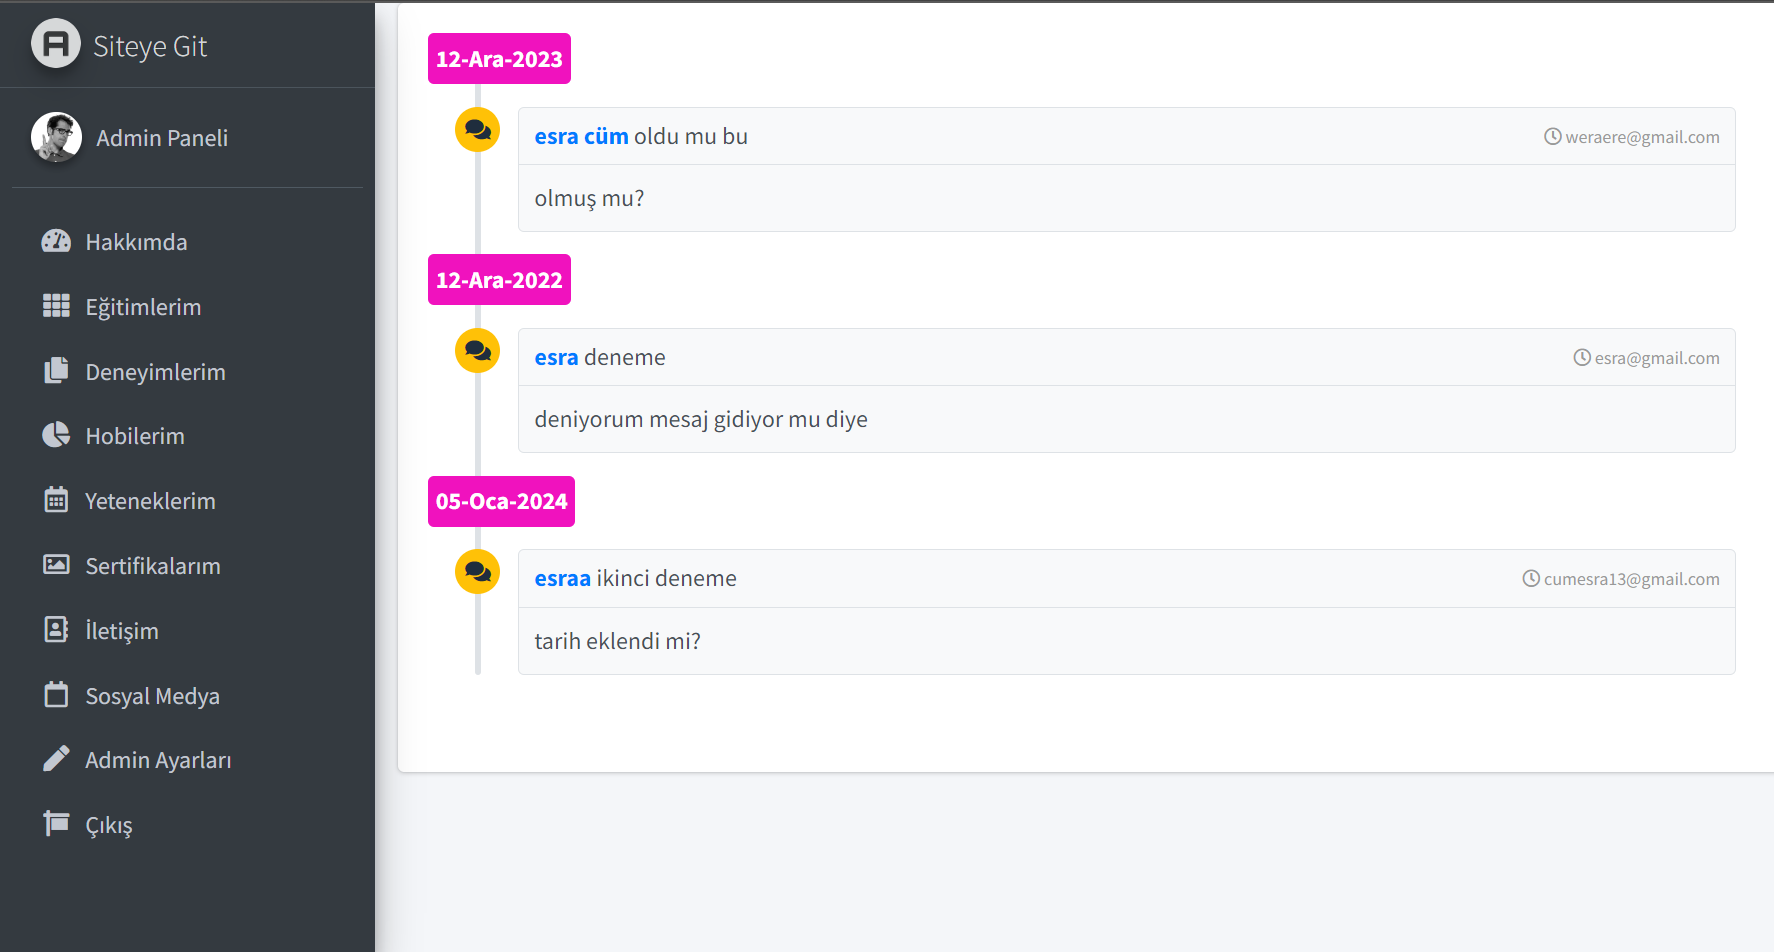 Siteye Git
Admin Paneli
Hakkımda
Eğitimlerim
Deneyimlerim
Hobilerim
Yeteneklerim
Sertifikalarım
İletişim
Sosyal Medya
Admin Ayarları
Çıkış
12-Ara-2023
esra cüm oldu mu bu weraere@gmail.com
olmuş mu?
12-Ara-2022
esra deneme esra@gmail.com
deniyorum mesaj gidiyor mu diye
05-Oca-2024
esraa ikinci deneme cumesra13@gmail.com
tarih eklendi mi?